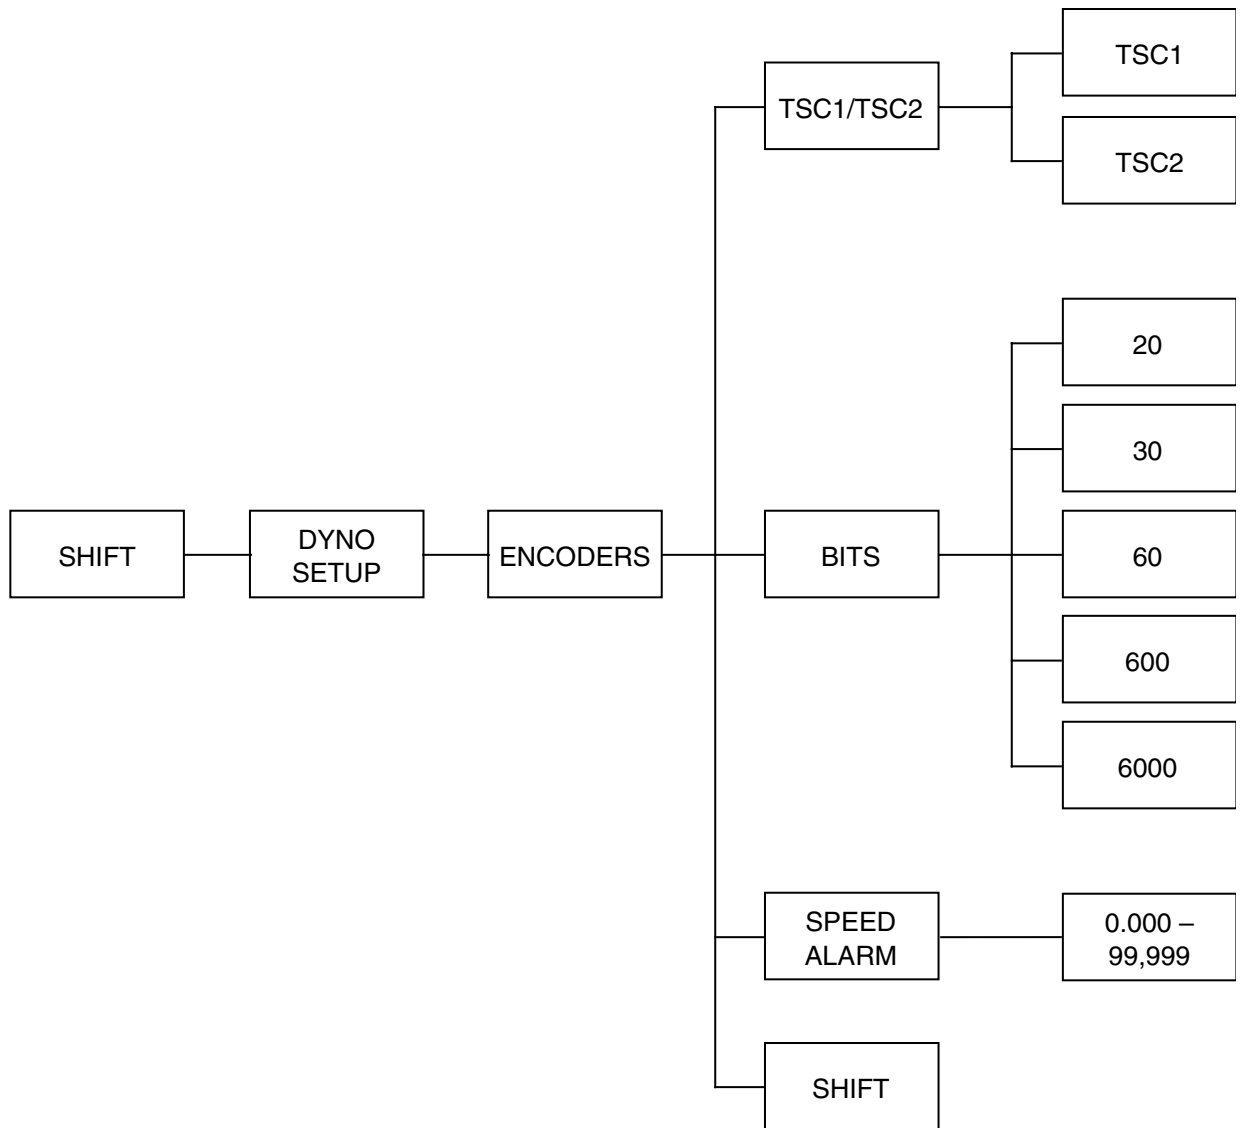 TSC1
TSC1/TSC2
TSC2
20
30
SHIFT
DYNO
SETUP
ENCODERS
BITS
60
600
6000
SPEED
ALARM
0.000 –
99,999
SHIFT